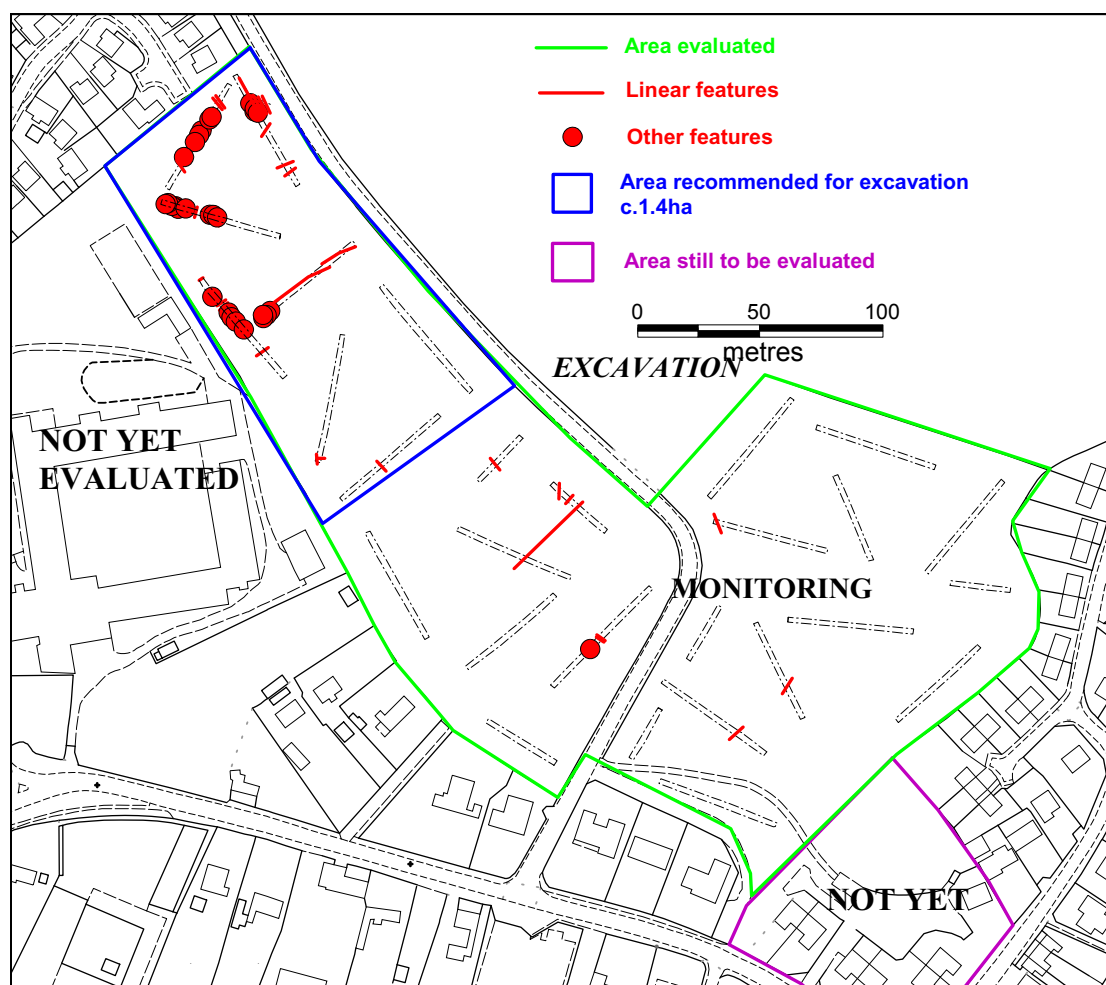 Area evaluated
Linear features
Other features
Area recommended for excavation
c.1.4ha
Area still to be evaluated
0 50 100
metres
EXCAVATION
NOT YET
EVALUATED
MONITORING
NOT YET